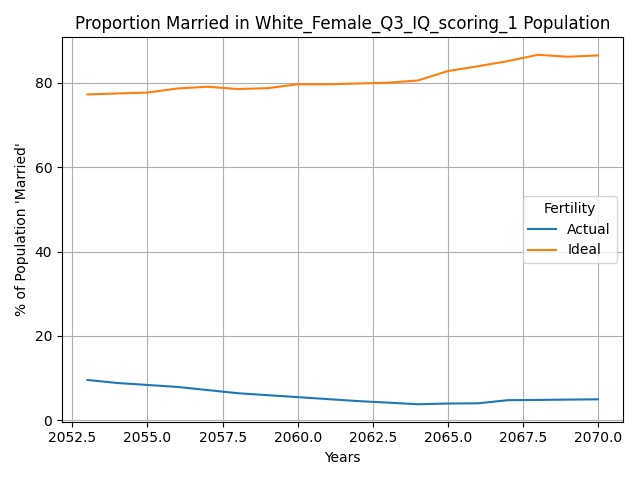 Proportion Married in White_Female_Q3_IQ_scoring_1 Population
% of Population 'Married'
80
60
40
20
0
Fertility
Actual
Ideal
2052.5 2055.0 2057.5 2060.0 2062.5 2065.0 2067.5 2070.0
Years